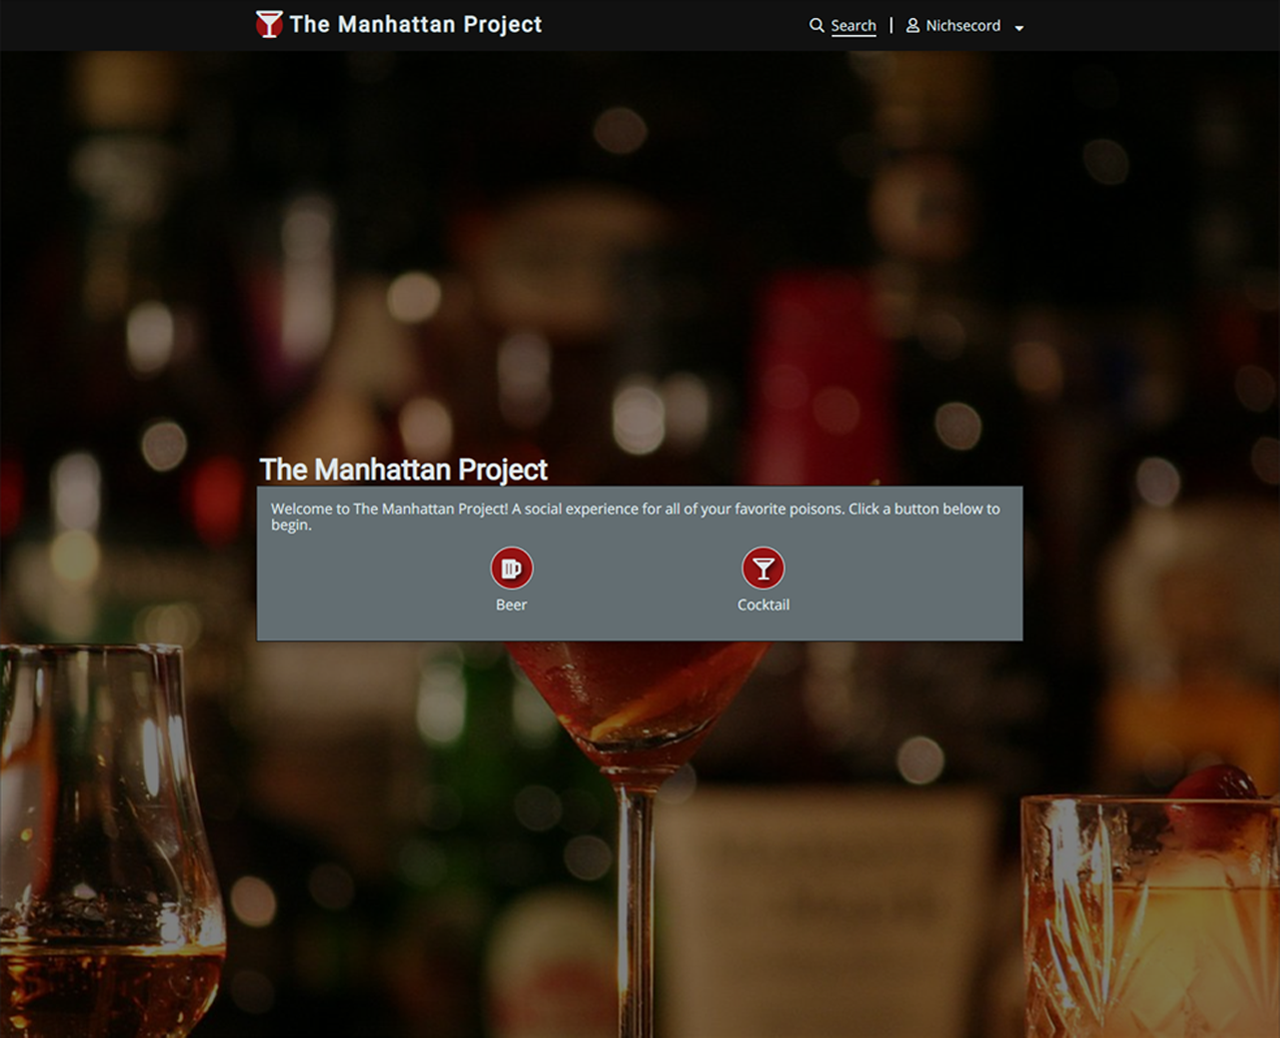 The Manhattan Project
Search | Nichsecord
The Manhattan Project
Welcome to The Manhattan Project! A social experience for all of your favorite poisons. Click a button below to
begin.
Beer
Cocktail